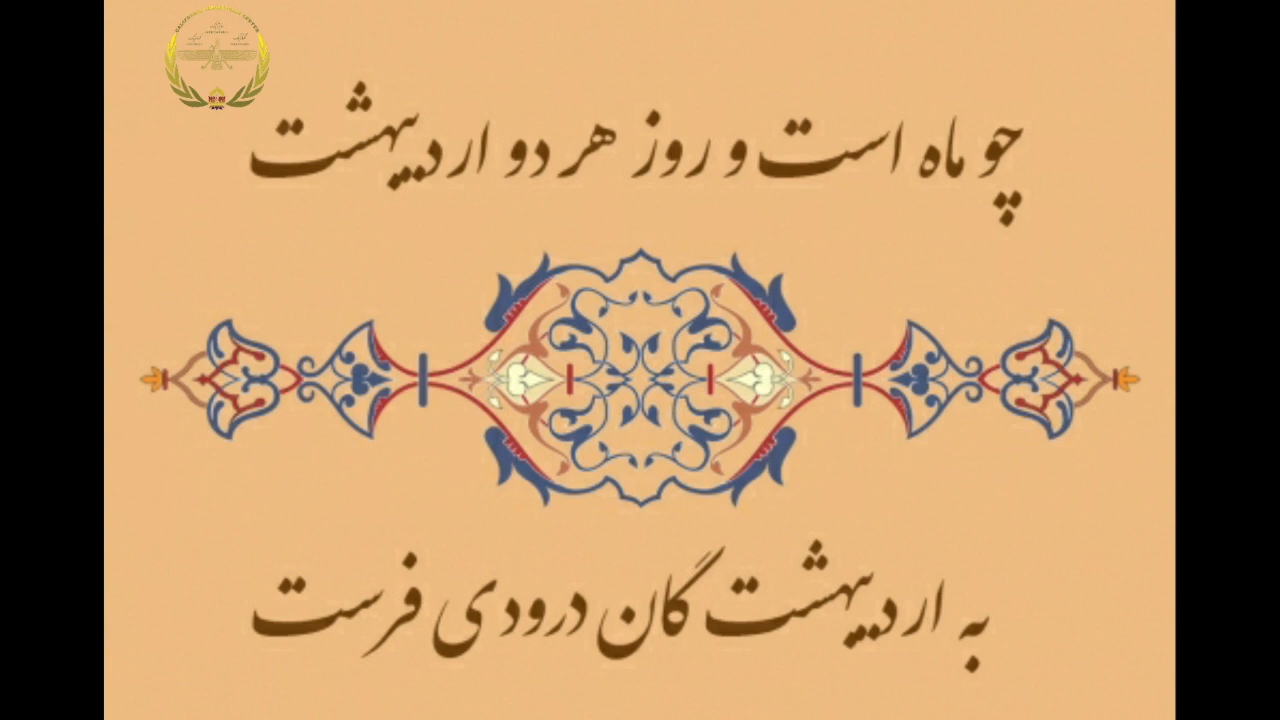 چو ماه است و روز هر دو اردیبهشت
به اردیبهشت گان درودی فرست